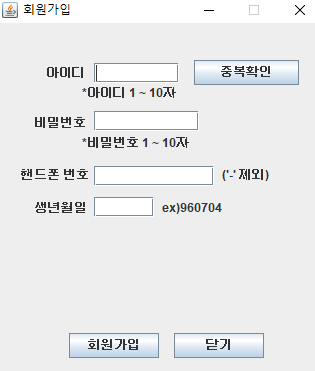 회원가입
아이디 중복확인
*아이디 1 ~ 10자
비밀번호
*비밀번호 1 ~ 10자
핸드폰 번호 ('-' 제외)
생년월일 ex)960704
회원가입 닫기